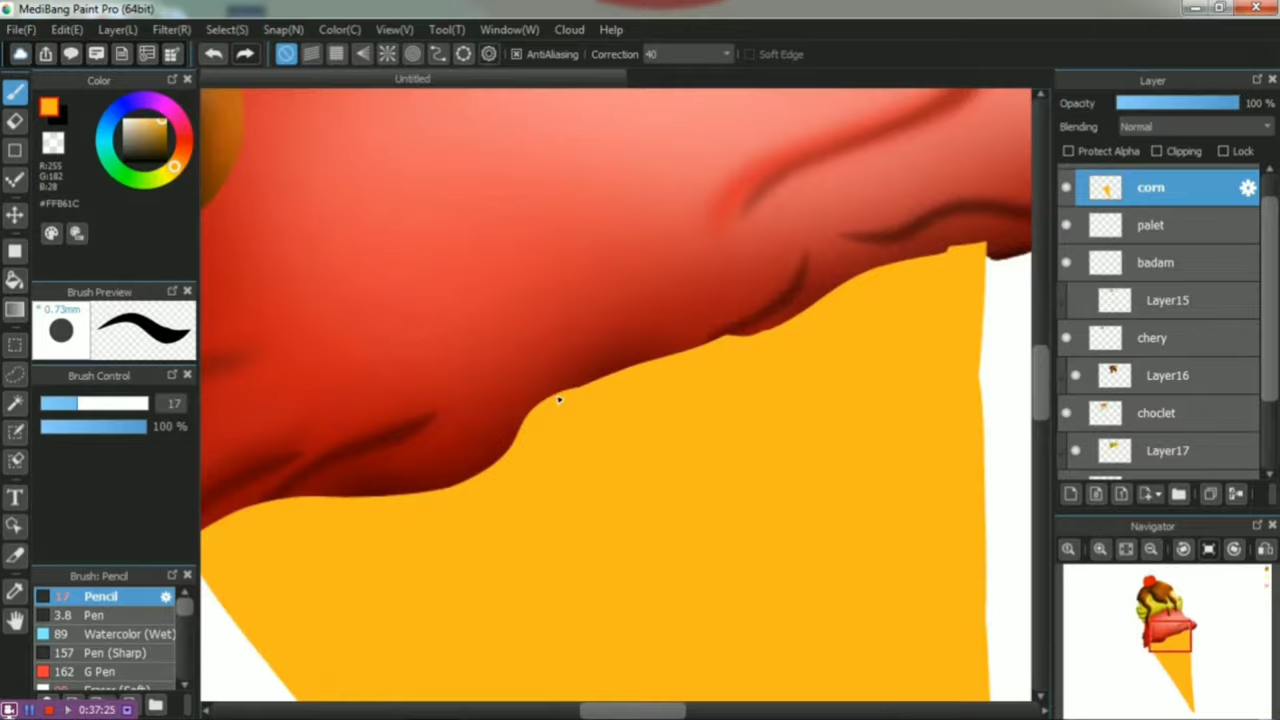 MediBang Paint Pro (64bit)
File(F) Edit(E) Layer(L) Filter(R) Select(S) Snap(N) Color(C) View(V) Tool(T) Window(W) Cloud Help
AntiAliasing Correction 40 Soft Edge
Untitled
Color
R:255
G:182
B:28
#FFB61C
Brush Preview
* 0.73mm
Brush Control
17
100 %
Brush: Pencil
17 Pencil
3.8 Pen
89 Watercolor (Wet)
157 Pen (Sharp)
162 G Pen
Eraser (Soft)
0:37:25
T
Layer
Opacity 100 %
Blending Normal
Protect Alpha Clipping Lock
corn
palet
badam
Layer15
chery
Layer16
choclet
Layer17
Navigator